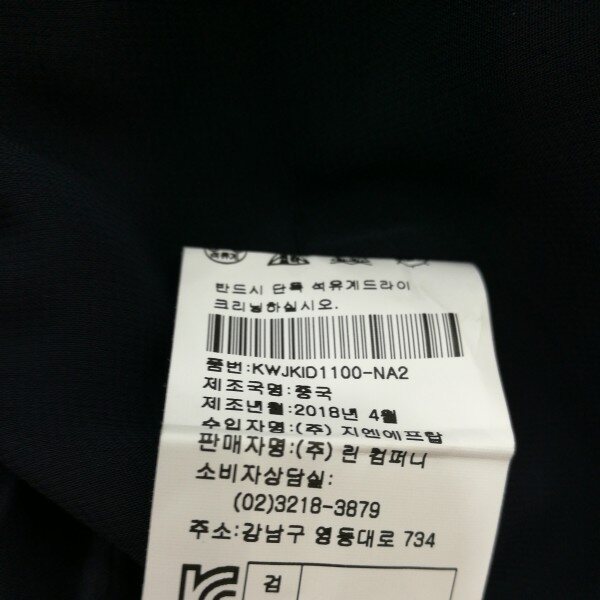 석유계
반드시 단독 석유계드라이
크리닝하십시오.
품번:KWJKID1100-NA2
제조국명:중국
제조년월:2018년 4월
수입자명:(주) 지엔에프탑
판매자명:(주) 린 컴퍼니
소비자상담실:
(02)3218-3879
주소:강남구 영동대로 734
검